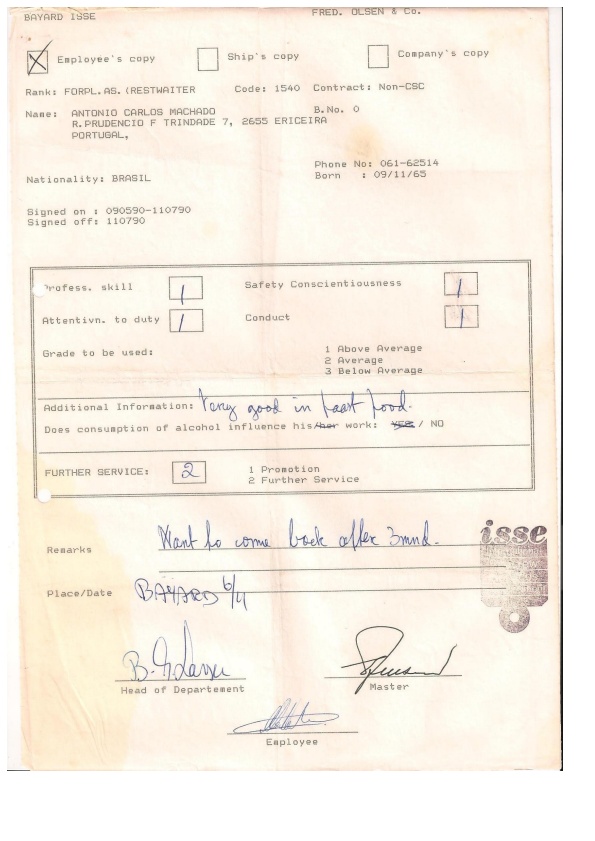 BAYARD ISSE FRED. OLSEN & Co.
Employee's copy Ship's copy Company's copy
Rank: FORPL.AS.(RESTWAITER Code: 1540 Contract: Non-CSC
Name: ANTONIO CARLOS MACHADO B.No. 0
R.PRUDENCIO F TRINDADE 7, 2655 ERICEIRA
PORTUGAL,
Phone No: 061-62514
Nationality: BRASIL Born : 09/11/65
Signed on : 090590-110790
Signed off: 110790
Profess. skill 1 Safety Conscientiousness 1
Attentivn. to duty 1 Conduct 1
Grade to be used: 1 Above Average
2 Average
3 Below Average
Additional Information: Very good in faast food.
Does consumption of alcohol influence his/her work: YES / NO
FURTHER SERVICE: 2 1 Promotion
2 Further Service
isse
Remarks Want to come back after 3mnd.
Place/Date BAYARD
Head of Departement Master
Employee